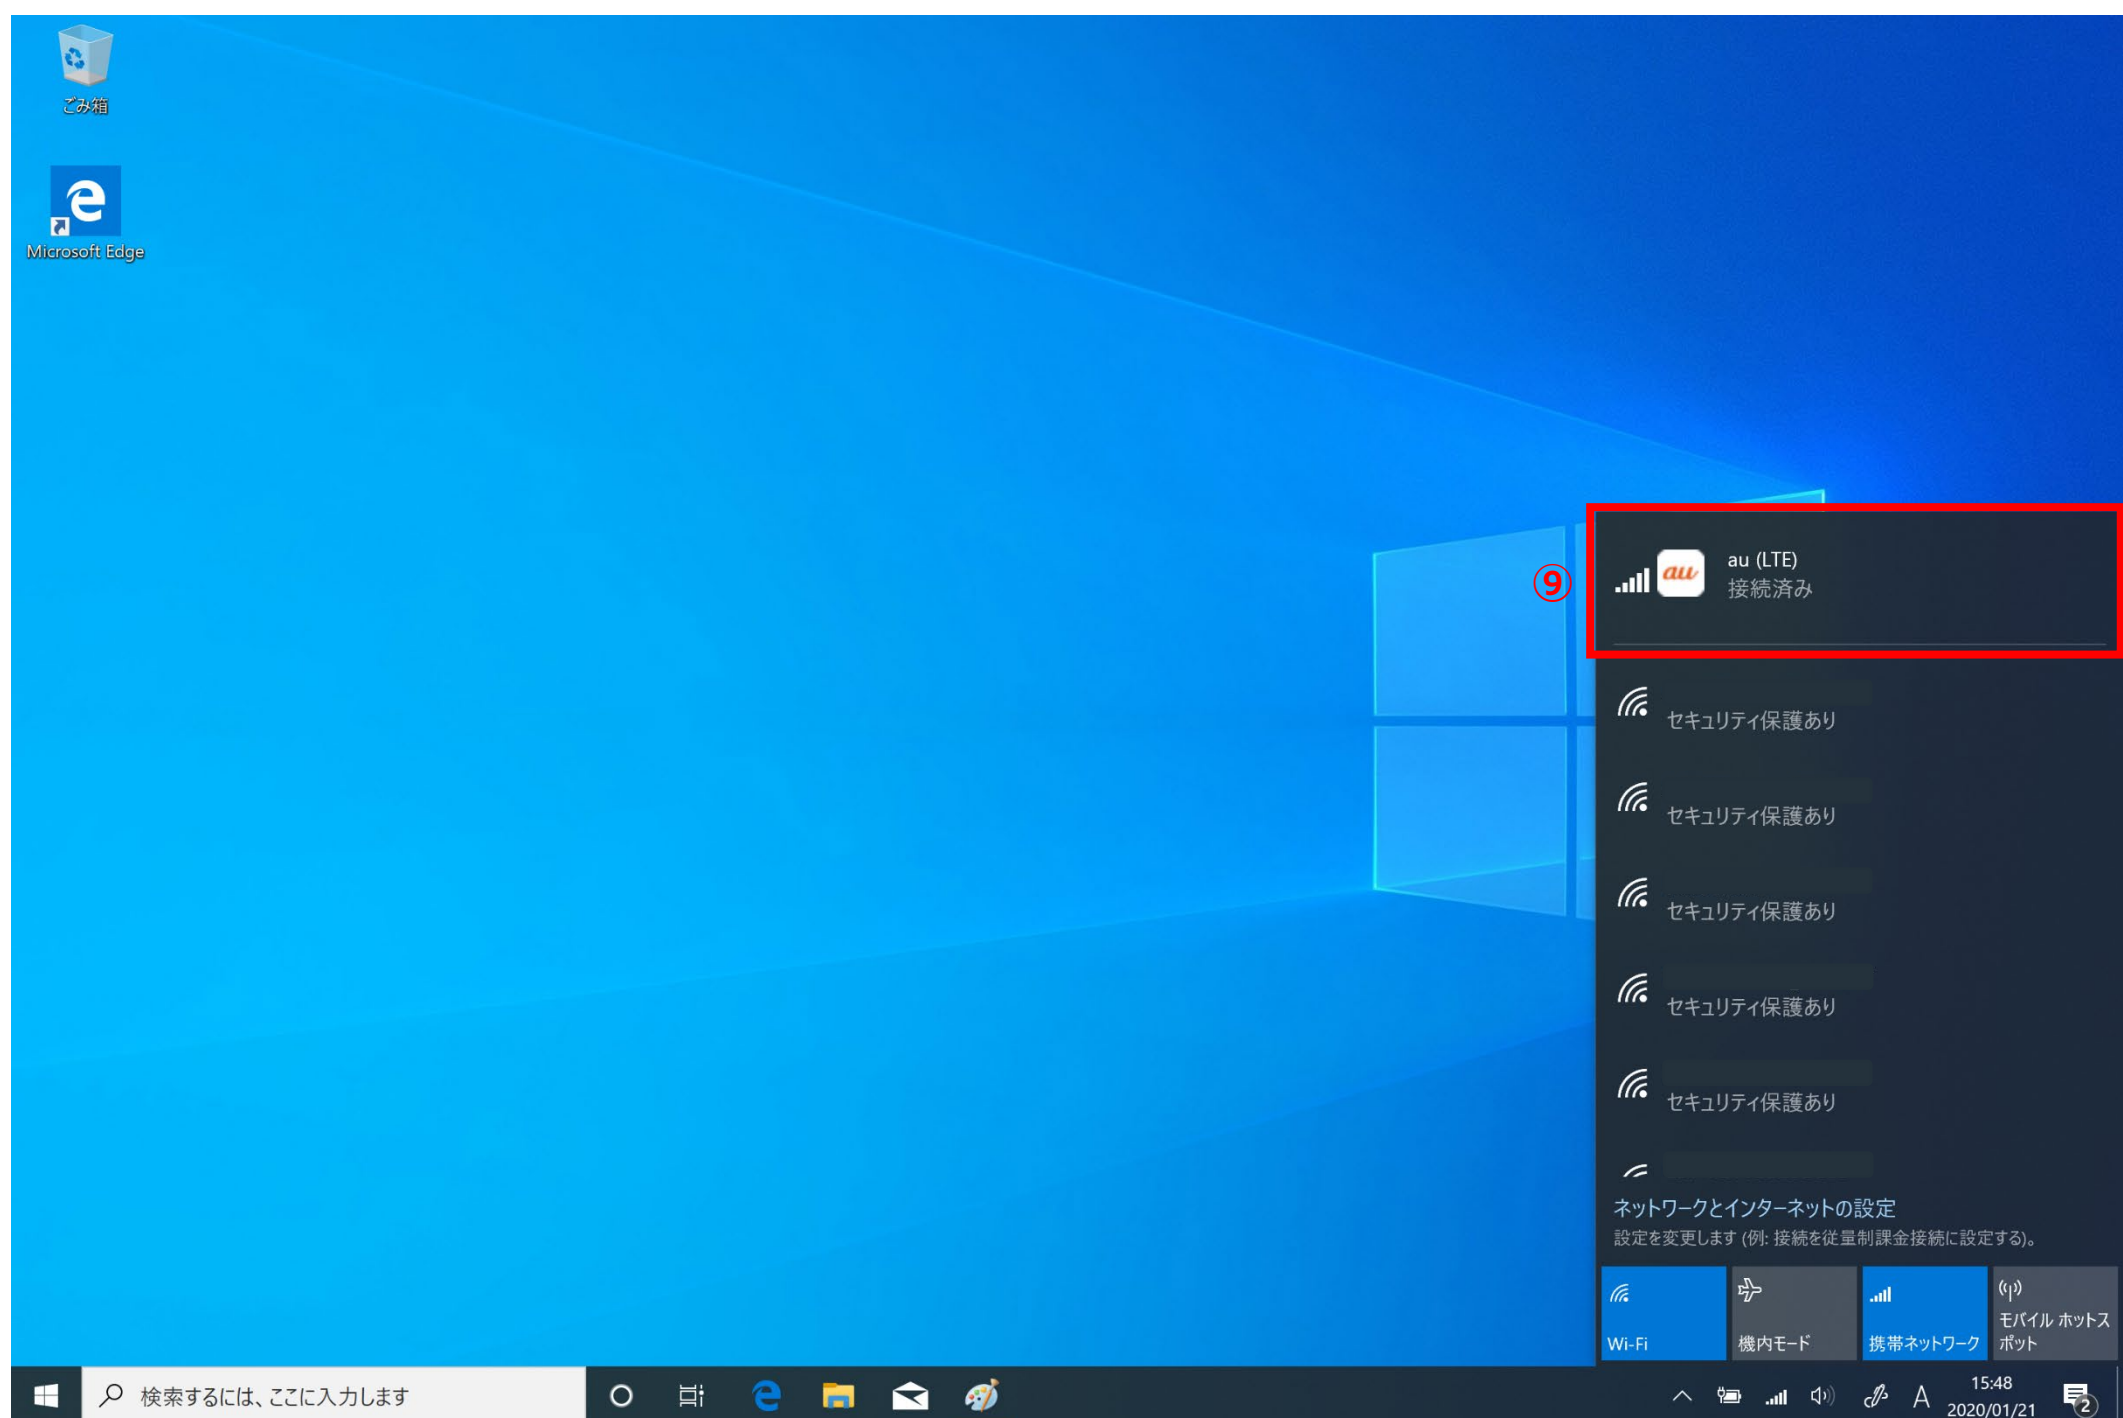 ごみ箱
Microsoft Edge
⑨
au
au (LTE)
接続済み
セキュリティ保護あり
セキュリティ保護あり
セキュリティ保護あり
セキュリティ保護あり
セキュリティ保護あり
ネットワークとインターネットの設定
設定を変更します (例: 接続を従量制課金接続に設定する)。
Wi-Fi
機内モード
携帯ネットワーク
モバイル ホットス
ポット
検索するには、ここに入力します
A
15:48
2020/01/21
2